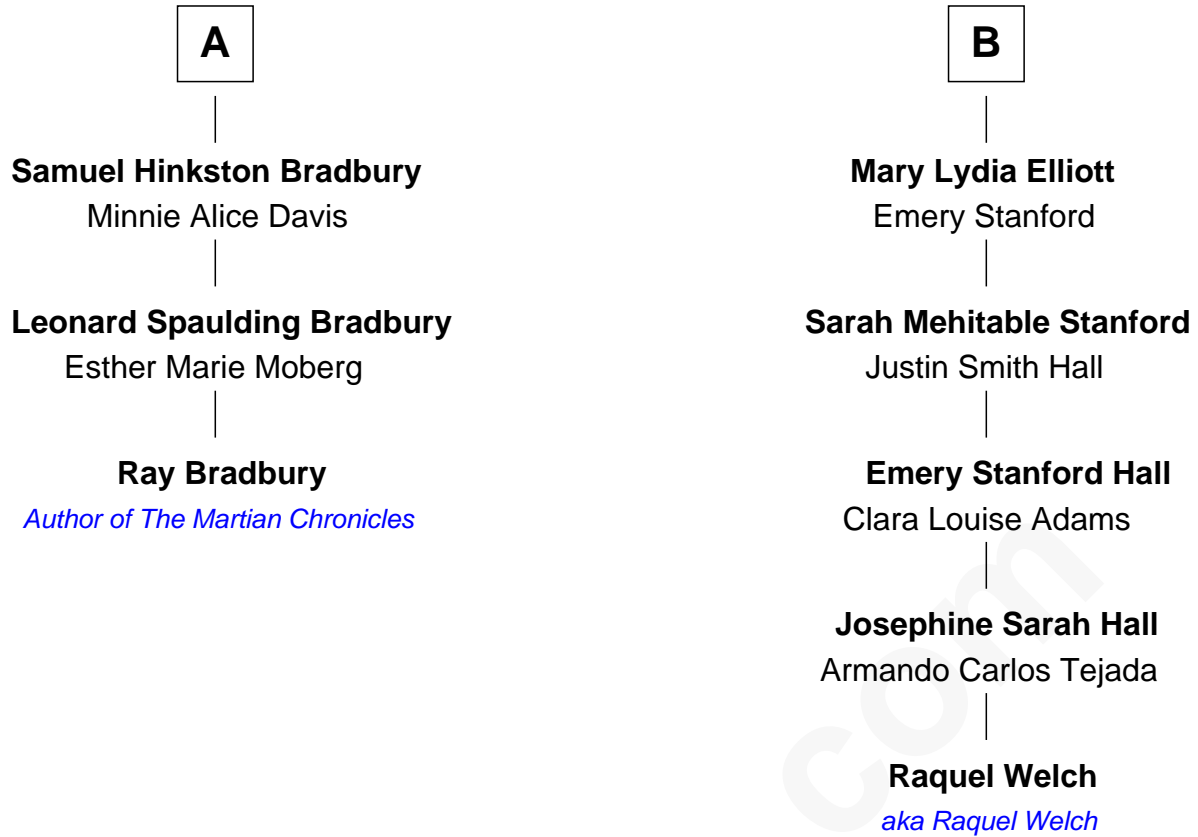 A
Samuel Hinkston Bradbury
Minnie Alice Davis
Leonard Spaulding Bradbury
Esther Marie Moberg
Ray Bradbury
Author of The Martian Chronicles
B
Mary Lydia Elliott
Emery Stanford
Sarah Mehitable Stanford
Justin Smith Hall
Emery Stanford Hall
Clara Louise Adams
Josephine Sarah Hall
Armando Carlos Tejada
Raquel Welch
aka Raquel Welch
com